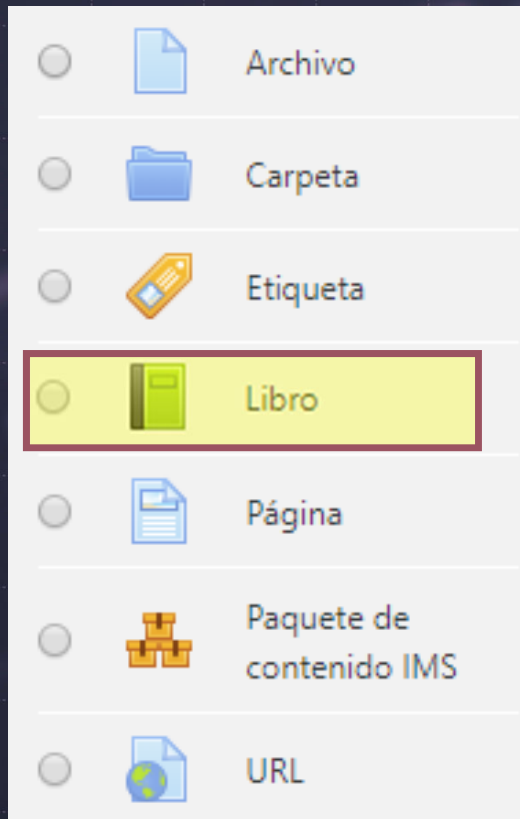 Archivo
Carpeta
Etiqueta
Libro
Página
Paquete de
contenido IMS
URL